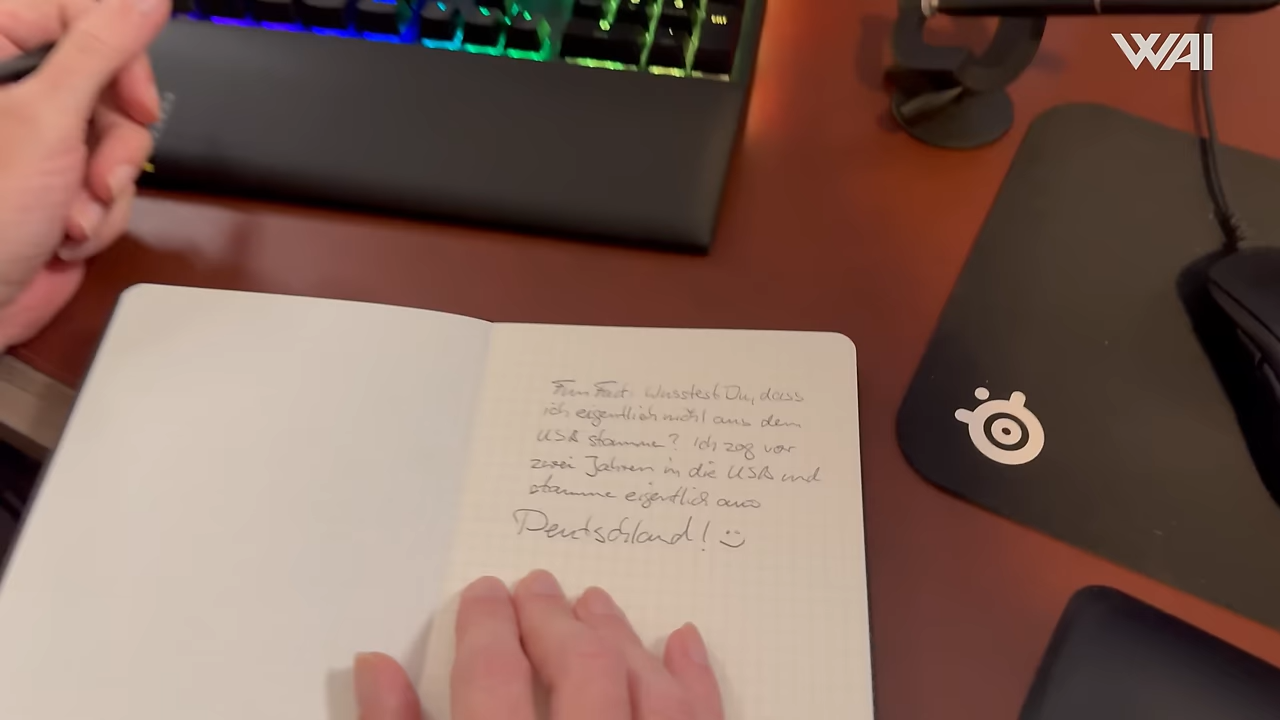 WAI
Fun Fact: Wusstest Du, dass
ich eigentlich nicht aus den
USA stamme? Ich zog vor
zwei Jahren in die USA und
stamme eigentlich aus
Deutschland! :)